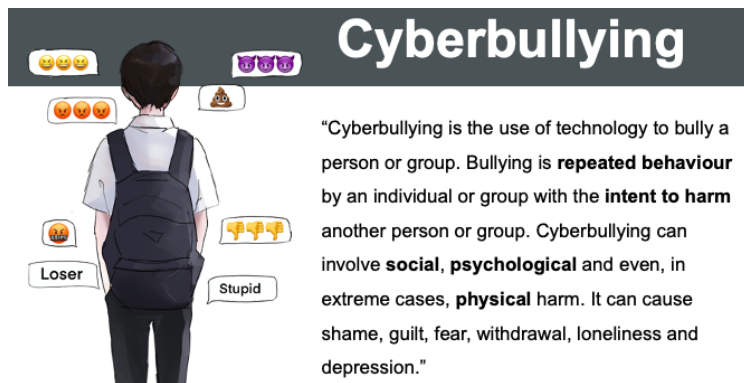 Cyberbullying
“Cyberbullying is the use of technology to bully a
person or group. Bullying is repeated behaviour
by an individual or group with the intent to harm
another person or group. Cyberbullying can
involve social, psychological and even, in
extreme cases, physical harm. It can cause
shame, guilt, fear, withdrawal, loneliness and
depression.”
Loser
Stupid